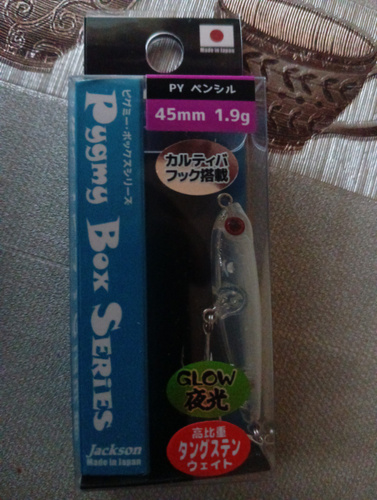 Made in Japan
PY ペンシル
45mm 1.9g
ピグミー・ボックスシリーズ
Pygmy Box Series
カルティバ
フック搭載
GLOW
夜光
高比重
タングステン
ウェイト
Jackson
Made in Japan